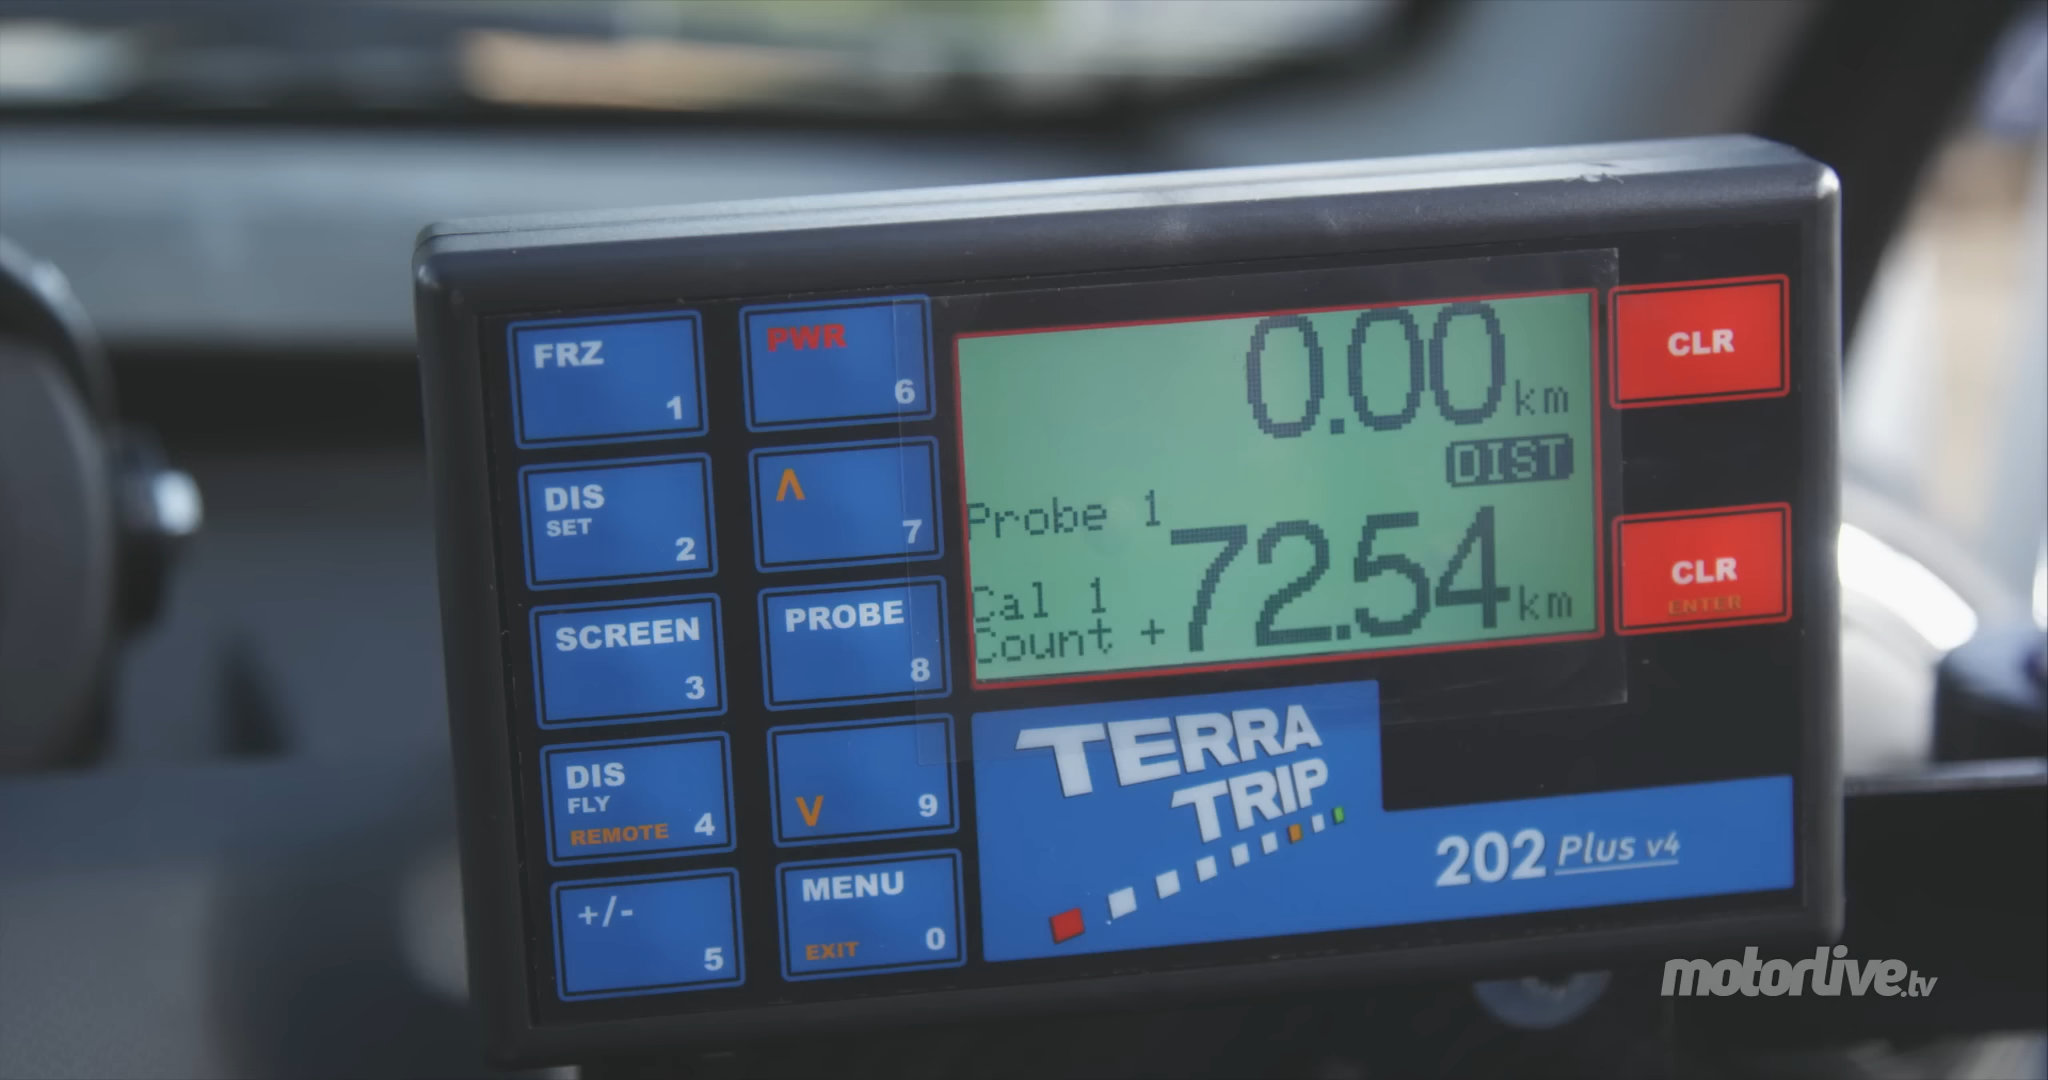 FRZ
1
PWR
6
DIS
SET
2
Λ
7
SCREEN
3
PROBE
8
DIS
FLY
REMOTE 4
V
9
+/-
5
MENU
EXIT 0
0.00 km
DIST
Probe 1
72.54 km
Cal 1
Count +
CLR
CLR
ENTER
TERRA
TRIP
202 Plus v4
motorlive.tv